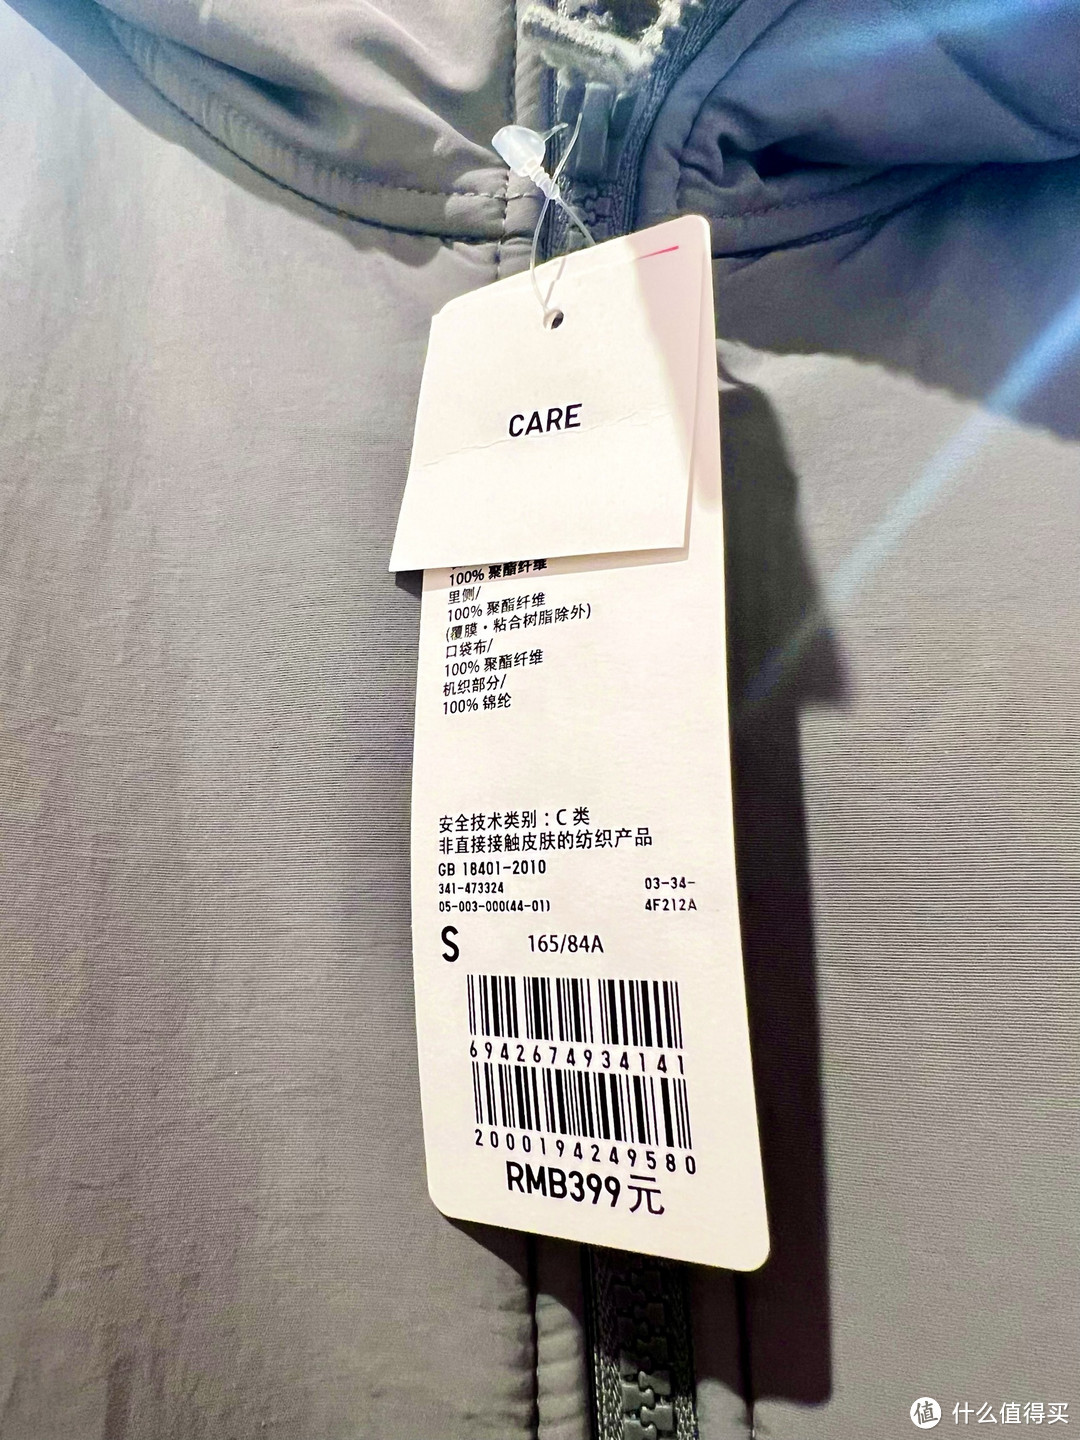 CARE
100% 聚酯纤维
里侧/
100% 聚酯纤维
(覆膜・粘合树脂除外)
口袋布/
100% 聚酯纤维
机织部分/
100% 锦纶
安全技术类别：C 类
非直接接触皮肤的纺织产品
GB 18401-2010
341-473324 03-34-
05-003-000(44-01) 4F212A
S 165/84A
6942674934141
2000194249580
RMB399元
值 什么值得买